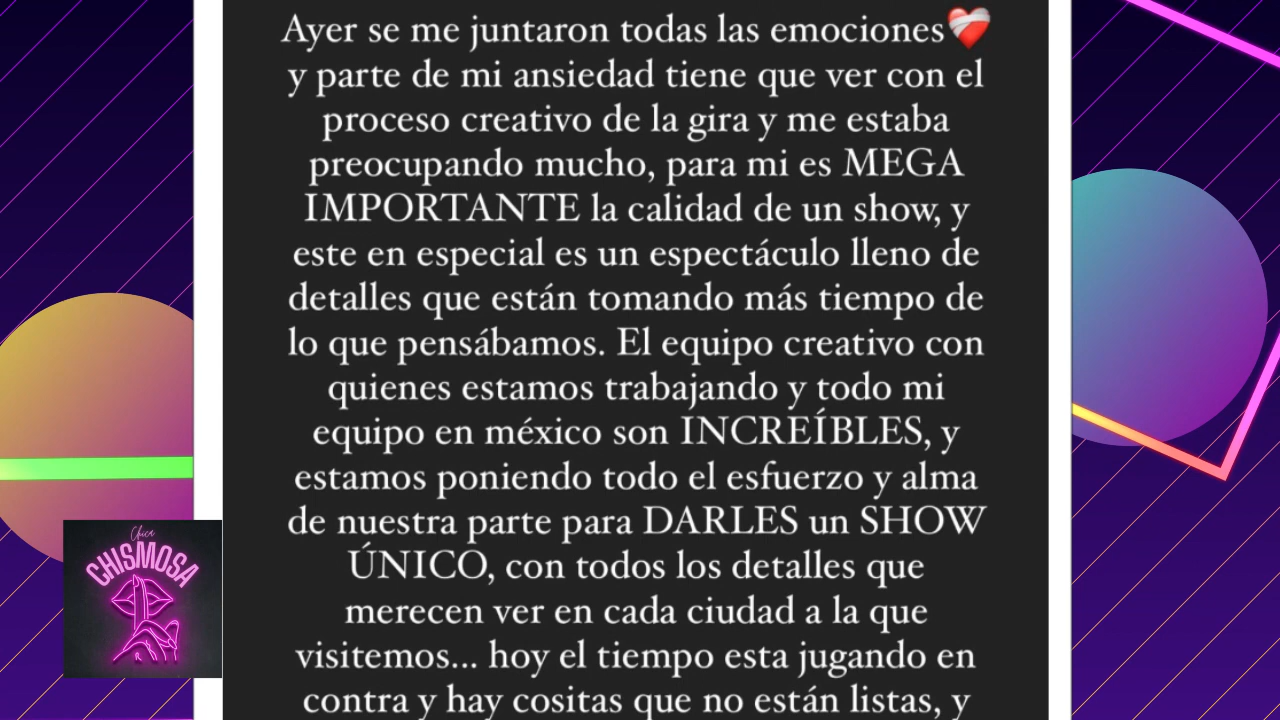 Ayer se me juntaron todas las emociones❤️‍🩹
y parte de mi ansiedad tiene que ver con el
proceso creativo de la gira y me estaba
preocupando mucho, para mi es MEGA
IMPORTANTE la calidad de un show, y
este en especial es un espectáculo lleno de
detalles que están tomando más tiempo de
lo que pensábamos. El equipo creativo con
quienes estamos trabajando y todo mi
equipo en méxico son INCREÍBLES, y
estamos poniendo todo el esfuerzo y alma
de nuestra parte para DARLES un SHOW
ÚNICO, con todos los detalles que
merecen ver en cada ciudad a la que
visitemos... hoy el tiempo esta jugando en
contra y hay cositas que no están listas, y
Chica
CHISMOSA